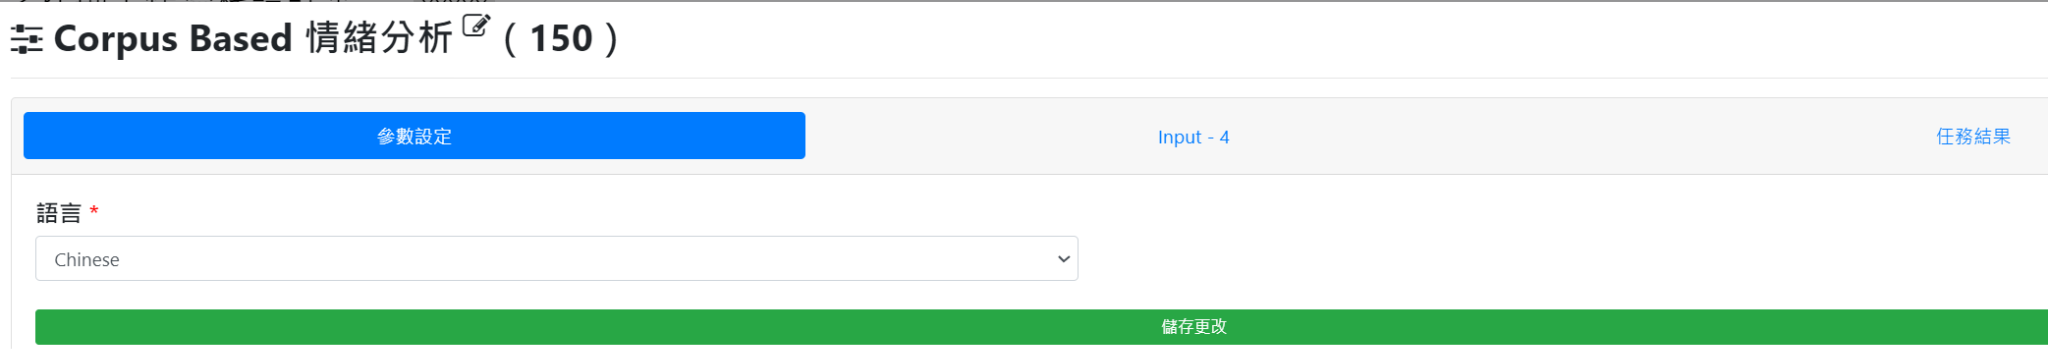 Corpus Based 情緒分析 ( 150 )
參數設定 Input - 4 任務結果
語言 *
Chinese
儲存更改